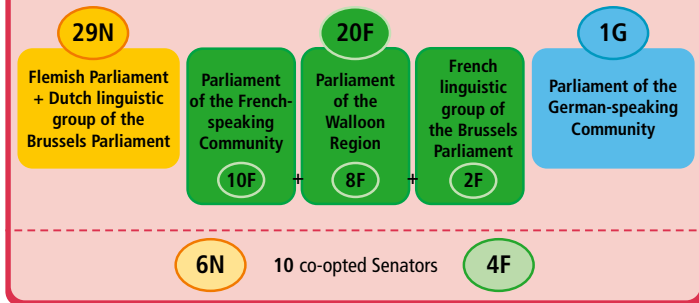 29N
Flemish Parliament
+ Dutch linguistic
group of the
Brussels Parliament
20F
Parliament
of the French-
speaking
Community
10F
+
Parliament
of the
Walloon
Region
8F
+
French
linguistic
group of
the Brussels
Parliament
2F
1G
Parliament of the
German-speaking
Community
6N
10 co-opted Senators
4F